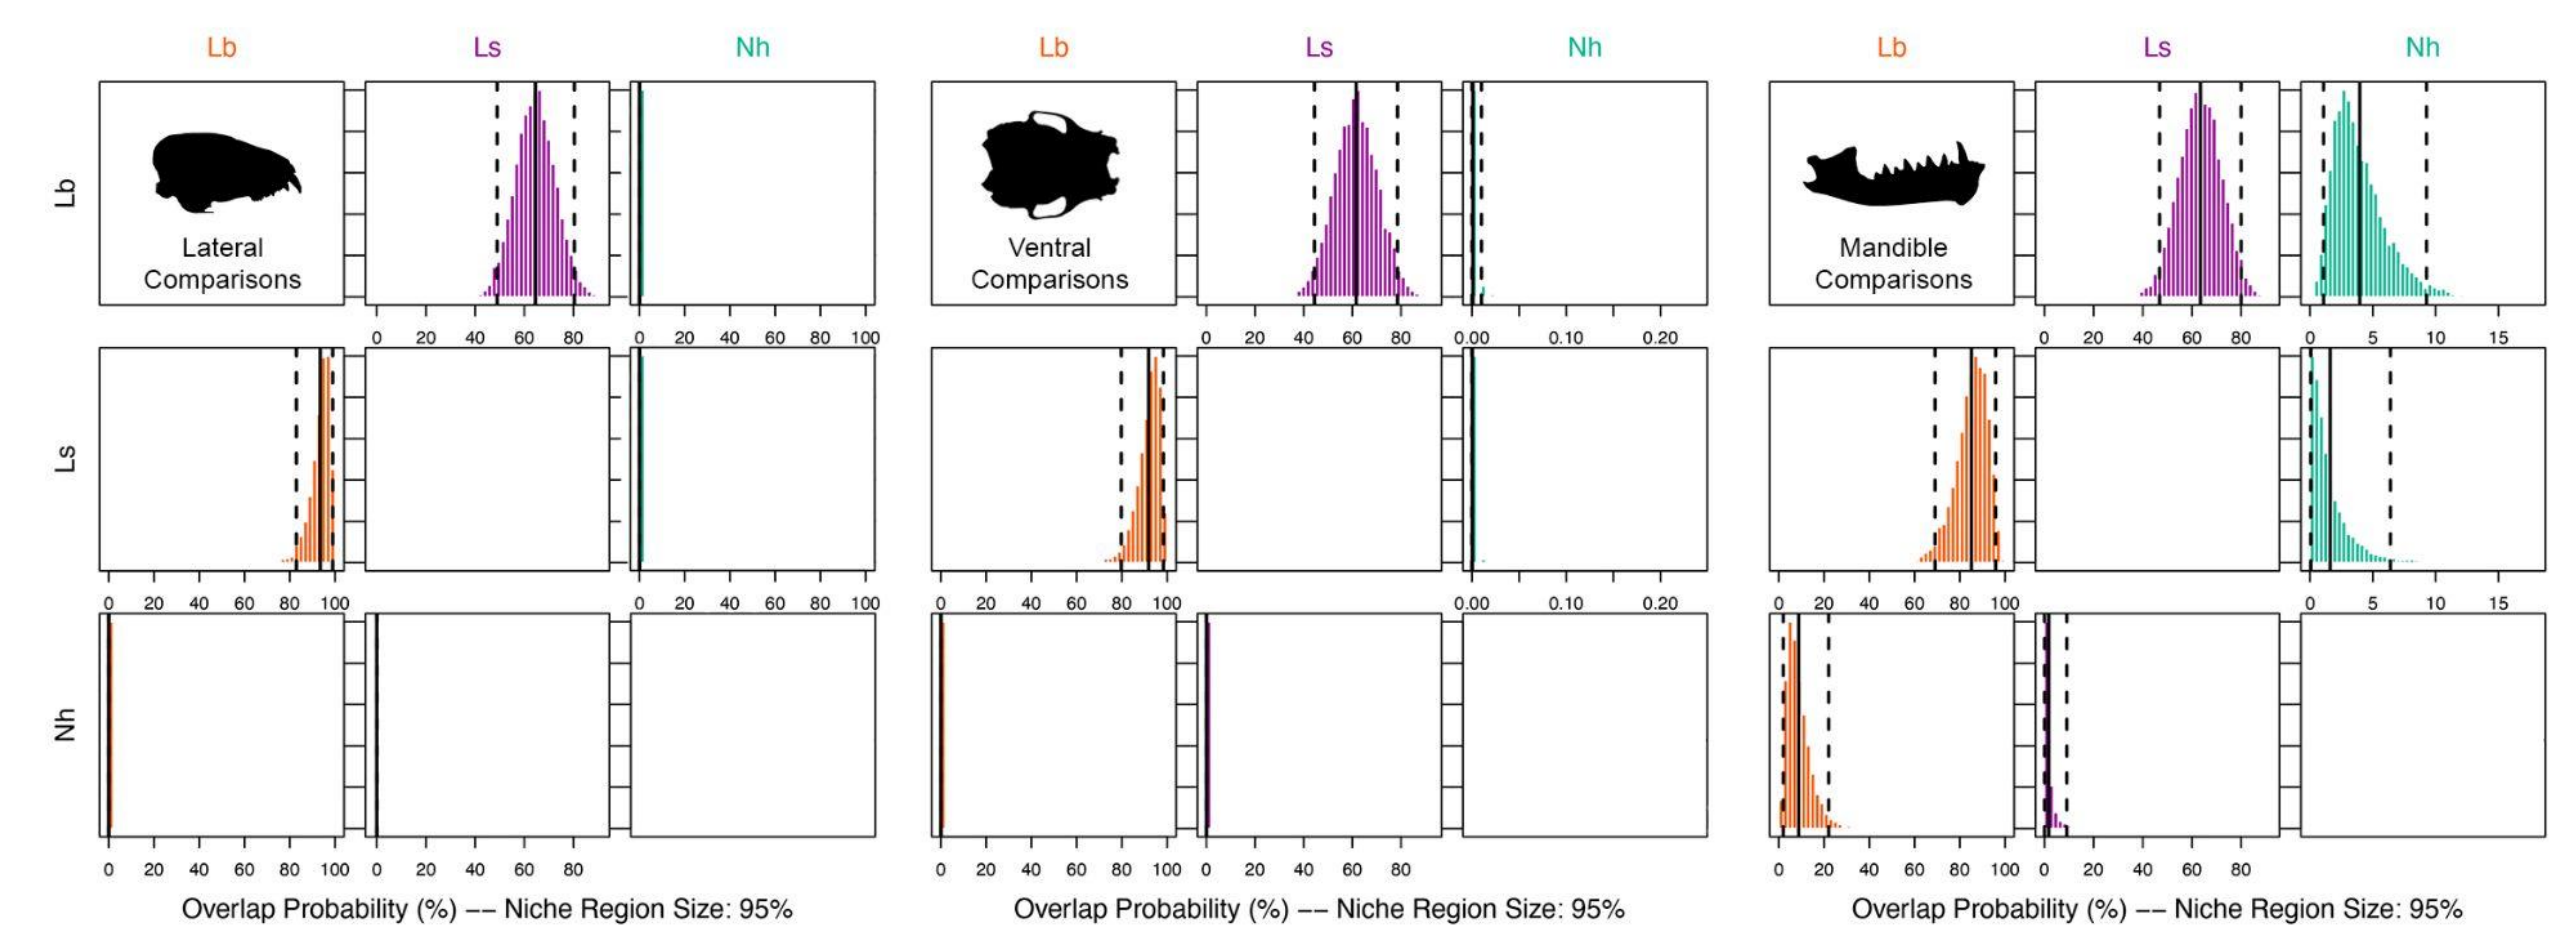 Lb Ls Nh Lb Ls Nh Lb Ls Nh
Lb
Lateral
Comparisons
Ventral
Comparisons
Mandible
Comparisons
0 20 40 60 80 0 20 40 60 80 100 0 20 40 60 80 0.00 0.10 0.20 0 20 40 60 80 0 5 10 15
Ls
0 20 40 60 80 100 0 20 40 60 80 100 0 20 40 60 80 100 0.00 0.10 0.20 0 20 40 60 80 100 0 5 10 15
Nh
0 20 40 60 80 100 0 20 40 60 80 0 20 40 60 80 100 0 20 40 60 80 0 20 40 60 80 100 0 20 40 60 80
Overlap Probability (%) −− Niche Region Size: 95% Overlap Probability (%) −− Niche Region Size: 95% Overlap Probability (%) −− Niche Region Size: 95%